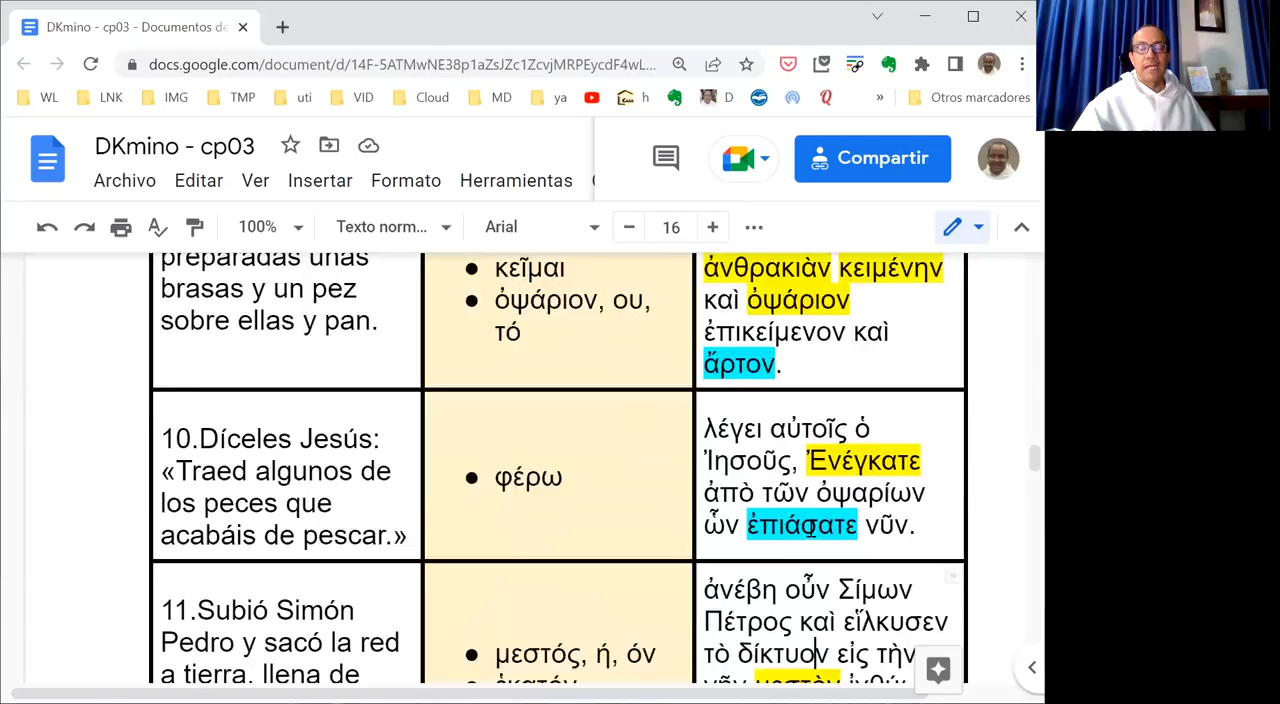 DKmino - cp03 - Documentos de
docs.google.com/document/d/14F-5ATMwNE38p1aZsJZc1ZcvjMRPEycdF4wL...
WL LNK IMG TMP uti VID Cloud MD ya h D » Otros marcadores
DKmino - cp03
Compartir
Archivo Editar Ver Insertar Formato Herramientas
100% Texto norm... Arial 16
preparadas unas
brasas y un pez
sobre ellas y pan.
κεῖμαι
ὀψάριον, ου,
τό
ἀνθρακιὰν κειμένην
καὶ ὀψάριον
ἐπικείμενον καὶ
ἄρτον.
10.Díceles Jesús:
«Traed algunos de
los peces que
acabáis de pescar.»
φέρω
λέγει αὐτοῖς ὁ
Ἰησοῦς, Ἐνέγκατε
ἀπὸ τῶν ὀψαρίων
ὧν ἐπιάσατε νῦν.
11.Subió Simón
Pedro y sacó la red
a tierra, llena de
μεστός, ή, όν
ἀνέβη οὖν Σίμων
Πέτρος καὶ εἵλκυσεν
τὸ δίκτυον εἰς τὴν